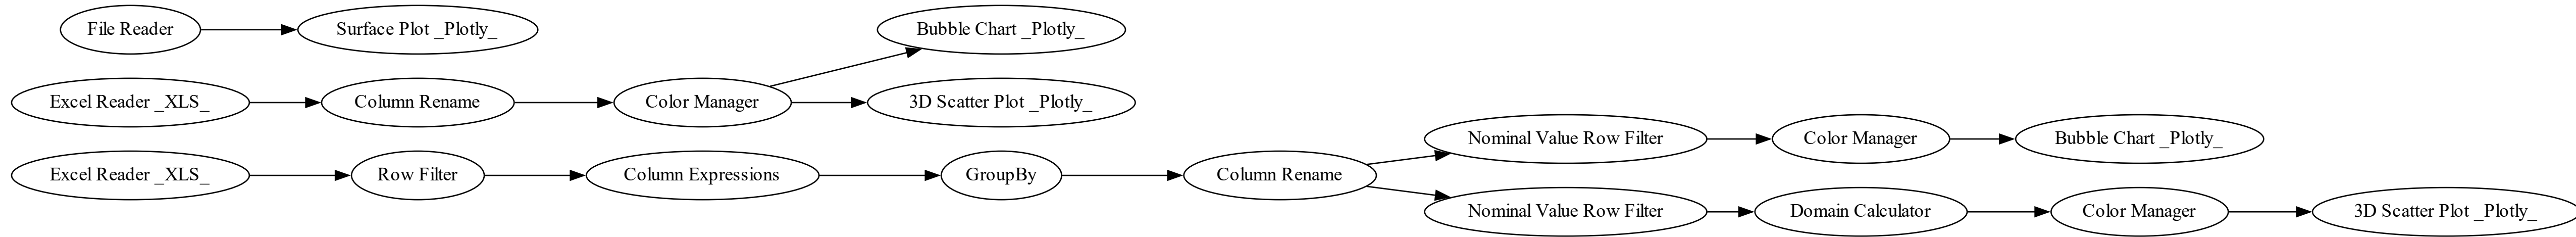 File Reader
Surface Plot _Plotly_
Bubble Chart _Plotly_
Excel Reader _XLS_
Column Rename
Color Manager
3D Scatter Plot _Plotly_
Nominal Value Row Filter
Color Manager
Bubble Chart _Plotly_
Excel Reader _XLS_
Row Filter
Column Expressions
GroupBy
Column Rename
Nominal Value Row Filter
Domain Calculator
Color Manager
3D Scatter Plot _Plotly_